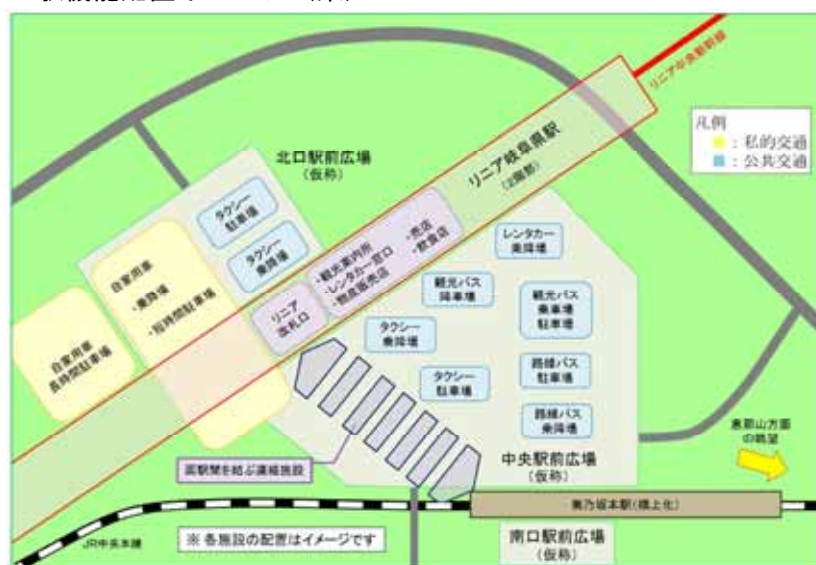 リニア中央新幹線
凡例
：私的交通
：公共交通
北口駅前広場
（仮称）
リニア岐阜県駅
（2階部）
タクシー
駐車場
タクシー
乗降場
自家用車
・乗降場
・短時間駐車場
自家用車
長時間駐車場
リニア
改札口
・観光案内所
・レンタカー窓口
・物産販売店
・売店
・飲食店
レンタカー
乗降場
観光バス
降車場
観光バス
乗車場
駐車場
タクシー
乗降場
タクシー
駐車場
路線バス
駐車場
路線バス
乗降場
恵那山方面
の眺望
両駅間を結ぶ連絡施設
中央駅前広場
（仮称）
美乃坂本駅（橋上化）
JR中央本線
※ 各施設の配置はイメージです
南口駅前広場
（仮称）